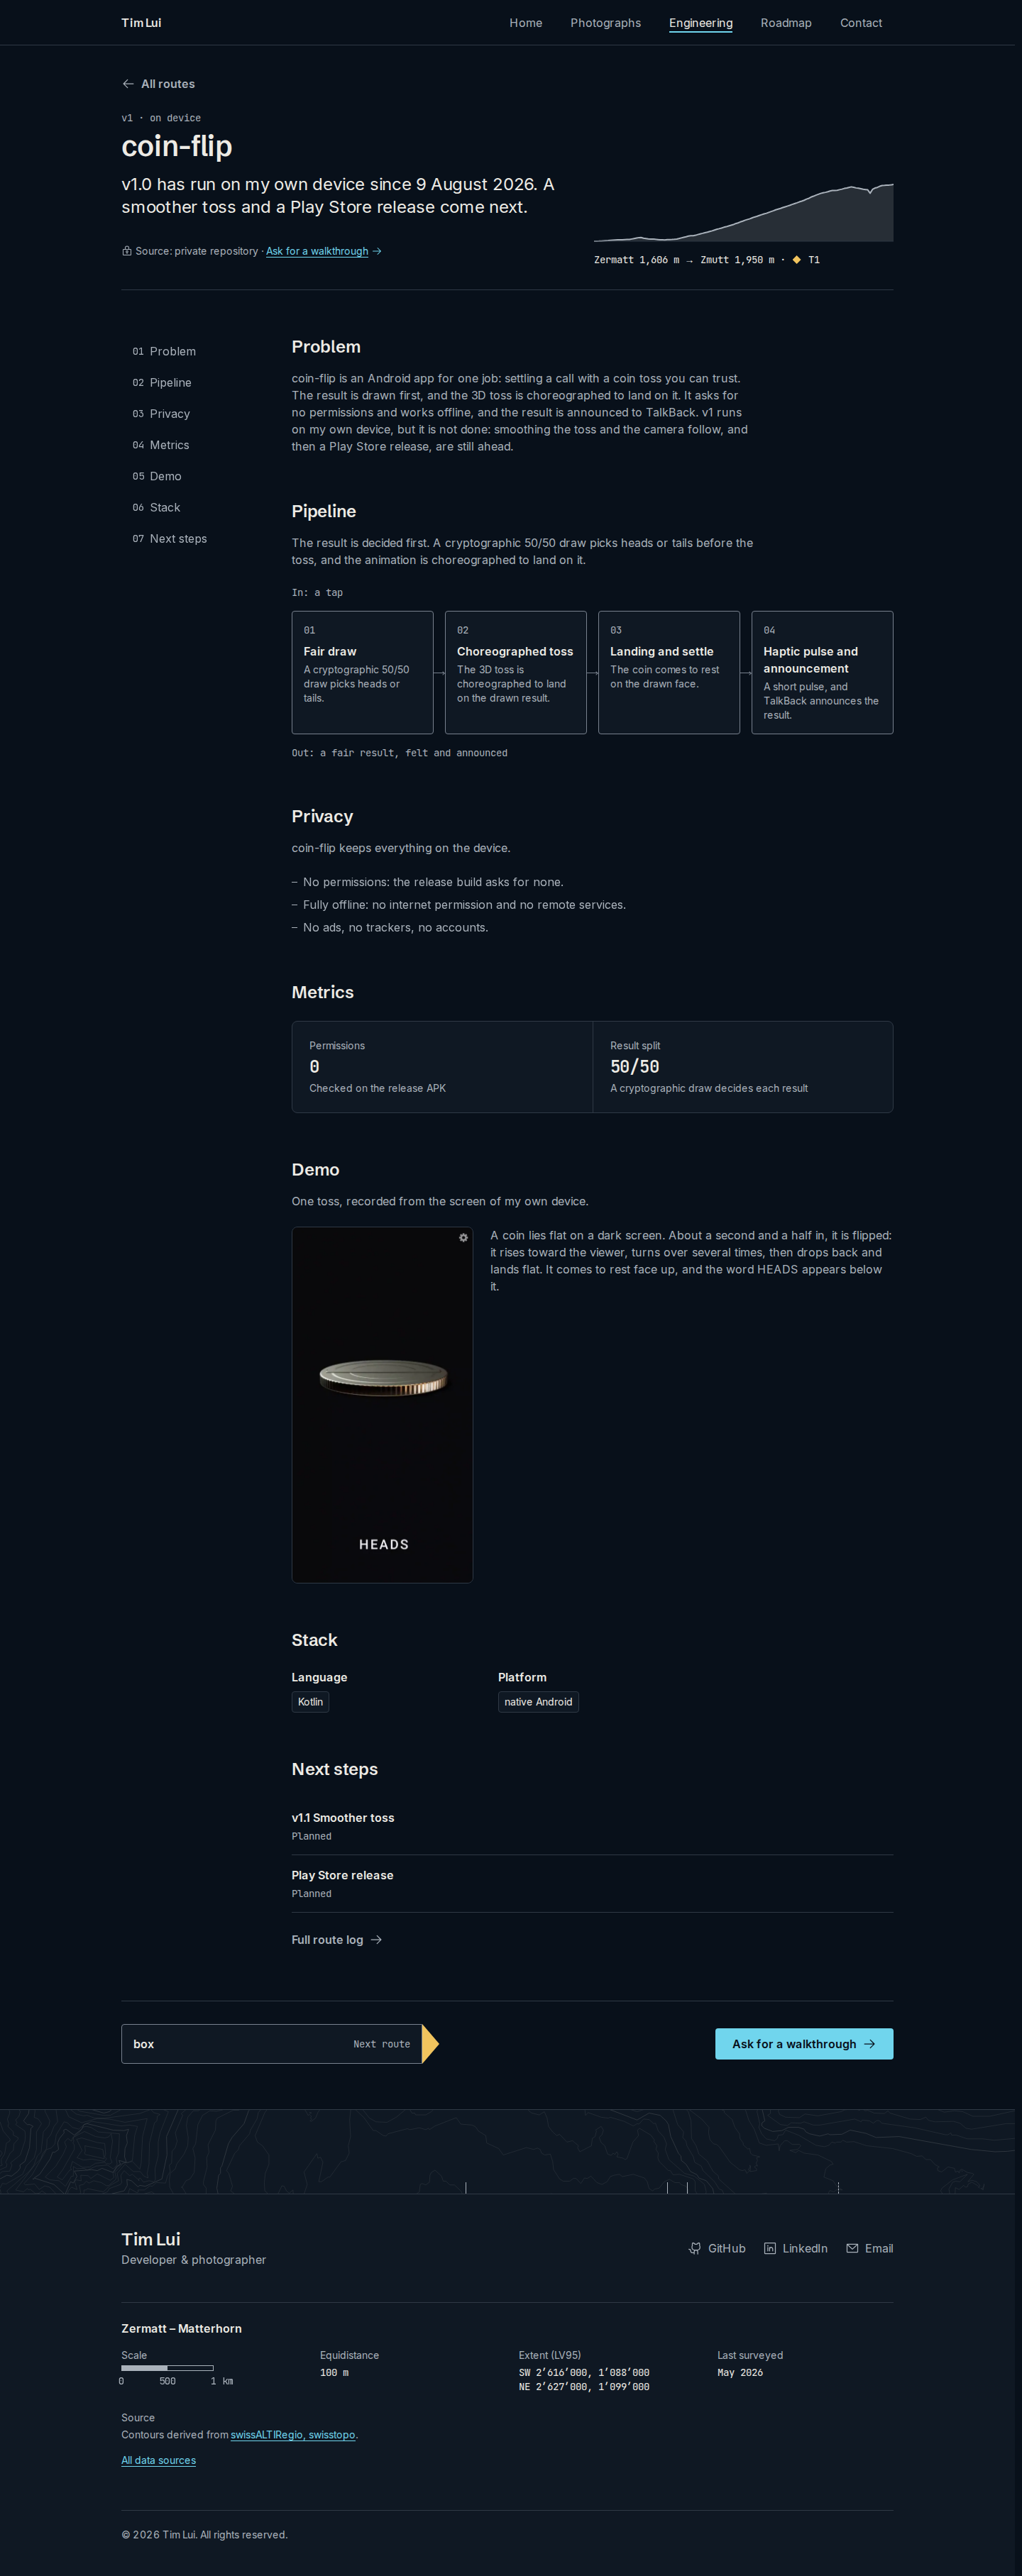 Tim Lui
Home
Photographs
Engineering
Roadmap
Contact
← All routes
v1 · on device
coin-flip
v1.0 has run on my own device since 9 August 2026. A
smoother toss and a Play Store release come next.
Source: private repository · Ask for a walkthrough →
Zermatt 1,606 m → Zmutt 1,950 m · ◆ T1
01 Problem
02 Pipeline
03 Privacy
04 Metrics
05 Demo
06 Stack
07 Next steps
Problem
coin-flip is an Android app for one job: settling a call with a coin toss you can trust.
The result is drawn first, and the 3D toss is choreographed to land on it. It asks for
no permissions and works offline, and the result is announced to TalkBack. v1 runs
on my own device, but it is not done: smoothing the toss and the camera follow, and
then a Play Store release, are still ahead.
Pipeline
The result is decided first. A cryptographic 50/50 draw picks heads or tails before the
toss, and the animation is choreographed to land on it.
In: a tap
01
Fair draw
A cryptographic 50/50
draw picks heads or
tails.
02
Choreographed toss
The 3D toss is
choreographed to land
on the drawn result.
03
Landing and settle
The coin comes to rest
on the drawn face.
04
Haptic pulse and
announcement
A short pulse, and
TalkBack announces the
result.
Out: a fair result, felt and announced
Privacy
coin-flip keeps everything on the device.
– No permissions: the release build asks for none.
– Fully offline: no internet permission and no remote services.
– No ads, no trackers, no accounts.
Metrics
Permissions
0
Checked on the release APK
Result split
50/50
A cryptographic draw decides each result
Demo
One toss, recorded from the screen of my own device.
A coin lies flat on a dark screen. About a second and a half in, it is flipped:
it rises toward the viewer, turns over several times, then drops back and
lands flat. It comes to rest face up, and the word HEADS appears below
it.
HEADS
Stack
Language
Kotlin
Platform
native Android
Next steps
v1.1 Smoother toss
Planned
Play Store release
Planned
Full route log →
box
Next route
Ask for a walkthrough →
Tim Lui
Developer & photographer
GitHub
LinkedIn
Email
Zermatt – Matterhorn
Scale
0 500 1 km
Equidistance
100 m
Extent (LV95)
SW 2’616’000, 1’088’000
NE 2’627’000, 1’099’000
Last surveyed
May 2026
Source
Contours derived from swissALTIRegio, swisstopo.
All data sources
© 2026 Tim Lui. All rights reserved.